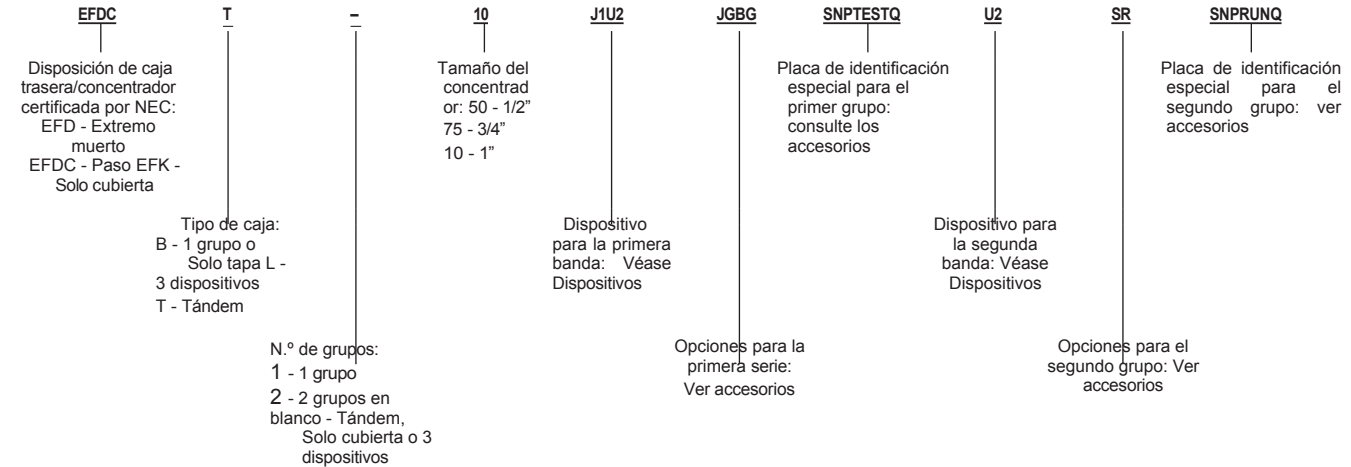 EFDC T – 10 J1U2 JGBG SNPTESTQ U2 SR SNPRUNQ
Disposición de caja
trasera/concentrador
certificada por NEC:
EFD - Extremo
muerto
EFDC - Paso EFK -
Solo cubierta
Tipo de caja:
B - 1 grupo o
Solo tapa L -
3 dispositivos
T - Tándem
N.º de grupos:
1 - 1 grupo
2 - 2 grupos en
blanco - Tándem,
Solo cubierta o 3
dispositivos
Tamaño del
concentrad
or: 50 - 1/2”
75 - 3/4”
10 - 1”
Dispositivo
para la primera
banda: Véase
Dispositivos
Opciones para la
primera serie:
Ver accesorios
Placa de identificación
especial para el
primer grupo:
consulte los
accesorios
Dispositivo para
la segunda
banda: Véase
Dispositivos
Opciones para el
segundo grupo: Ver
accesorios
Placa de identificación
especial para el
segundo grupo: ver
accesorios